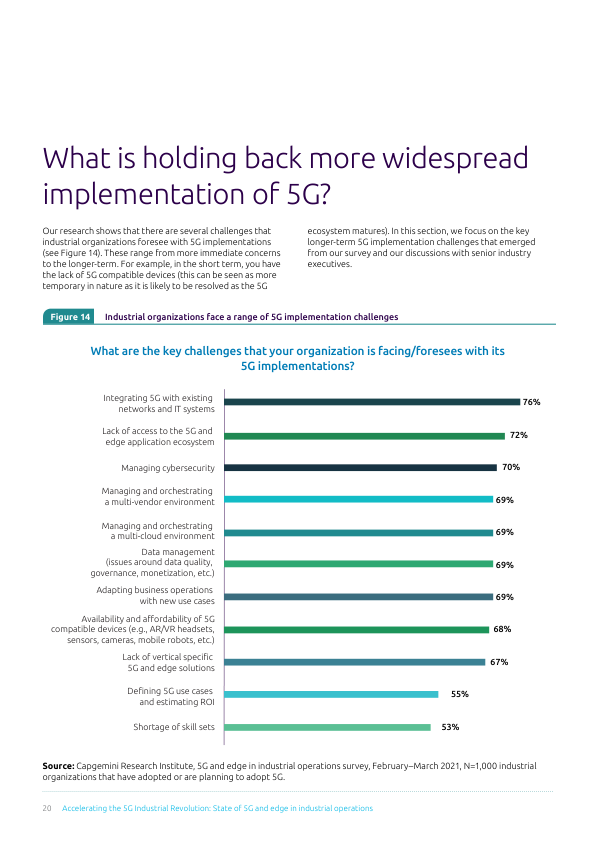 What is holding back more widespread
implementation of 5G?
Our research shows that there are several challenges that
industrial organizations foresee with 5G implementations
(see Figure 14). These range from more immediate concerns
to the longer-term. For example, in the short term, you have
the lack of 5G compatible devices (this can be seen as more
temporary in nature as it is likely to be resolved as the 5G
ecosystem matures). In this section, we focus on the key
longer-term 5G implementation challenges that emerged
from our survey and our discussions with senior industry
executives.
Figure 14 Industrial organizations face a range of 5G implementation challenges
What are the key challenges that your organization is facing/foresees with its
5G implementations?
Integrating 5G with existing
networks and IT systems
76%
Lack of access to the 5G and
edge application ecosystem
72%
Managing cybersecurity
70%
Managing and orchestrating
a multi-vendor environment
69%
Managing and orchestrating
a multi-cloud environment
69%
Data management
(issues around data quality,
governance, monetization, etc.)
69%
Adapting business operations
with new use cases
69%
Availability and affordability of 5G
compatible devices (e.g., AR/VR headsets,
sensors, cameras, mobile robots, etc.)
68%
Lack of vertical specific
5G and edge solutions
67%
Defining 5G use cases
and estimating ROI
55%
Shortage of skill sets
53%
Source: Capgemini Research Institute, 5G and edge in industrial operations survey, February–March 2021, N=1,000 industrial
organizations that have adopted or are planning to adopt 5G.
20 Accelerating the 5G Industrial Revolution: State of 5G and edge in industrial operations